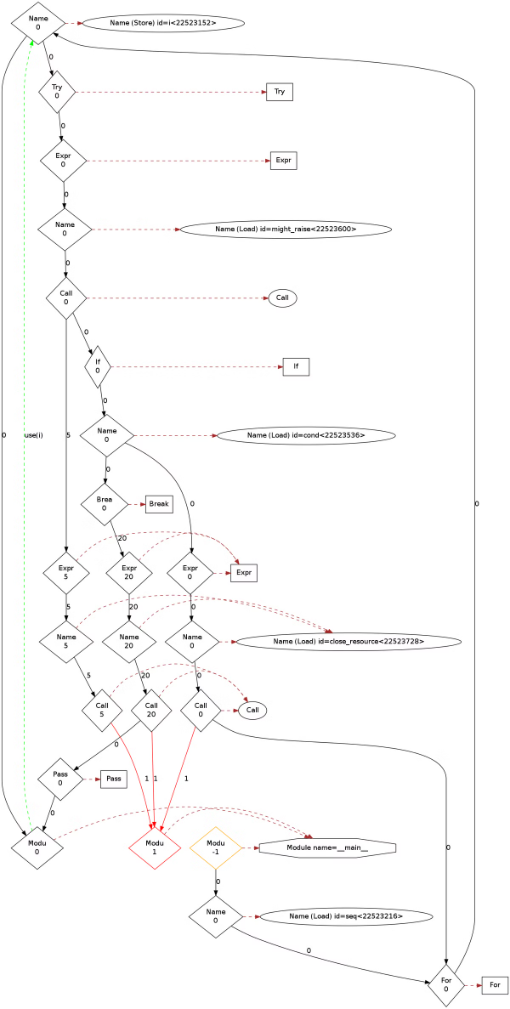 Name
0
Name (Store) id=i<22523152>
0
Try
0
Try
0
Expr
0
Expr
0
Name
0
Name (Load) id=might_raise<22523600>
0
Call
0
Call
0
If
0
If
0
0
use(i)
5
Name
0
Name (Load) id=cond<22523536>
0
0
Brea
0
Break
0
20
Expr
5
Expr
20
Expr
0
Expr
5
20
0
Name
5
Name
20
Name
0
Name (Load) id=close_resource<22523728>
5
20
0
Call
5
Call
20
Call
0
Call
0
Pass
0
Pass
1
1
1
0
Modu
0
Modu
1
Modu
-1
Module name=__main__
0
0
Name
0
Name (Load) id=seq<22523216>
0
For
0
For